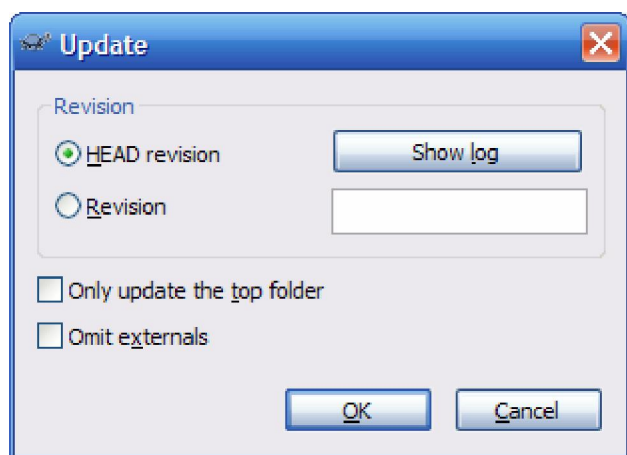 Update
Revision
HEAD revision
Show log
Revision
Only update the top folder
Omit externals
OK
Cancel